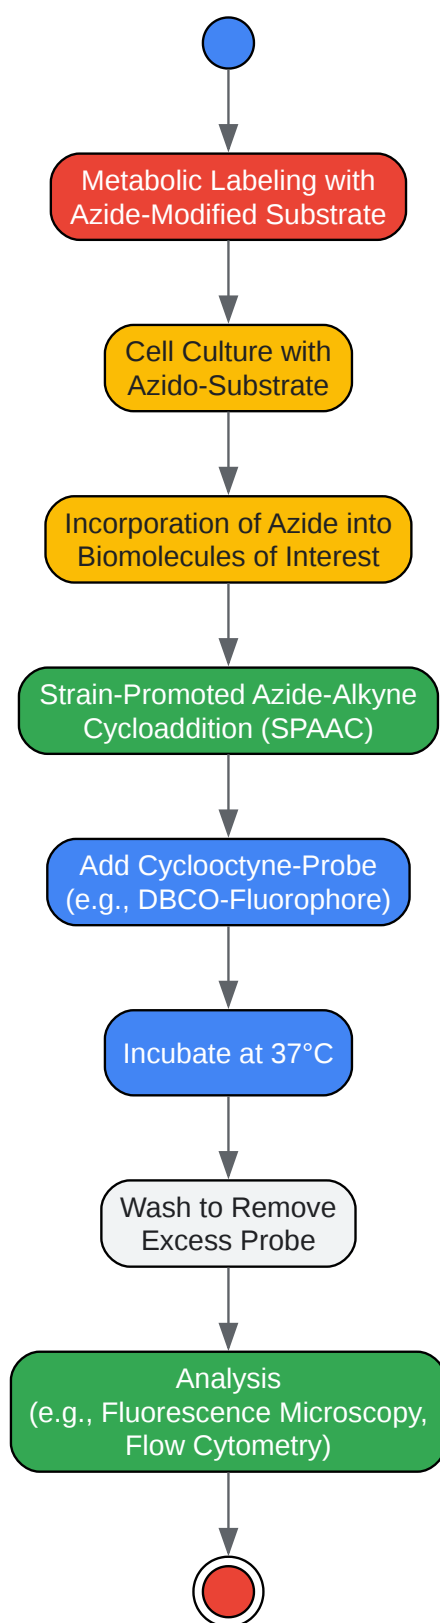 Metabolic Labeling with
Azide-Modified Substrate
Cell Culture with
Azido-Substrate
Incorporation of Azide into
Biomolecules of Interest
Strain-Promoted Azide-Alkyne
Cycloaddition (SPAAC)
Add Cyclooctyne-Probe
(e.g., DBCO-Fluorophore)
Incubate at 37°C
Wash to Remove
Excess Probe
Analysis
(e.g., Fluorescence Microscopy,
Flow Cytometry)